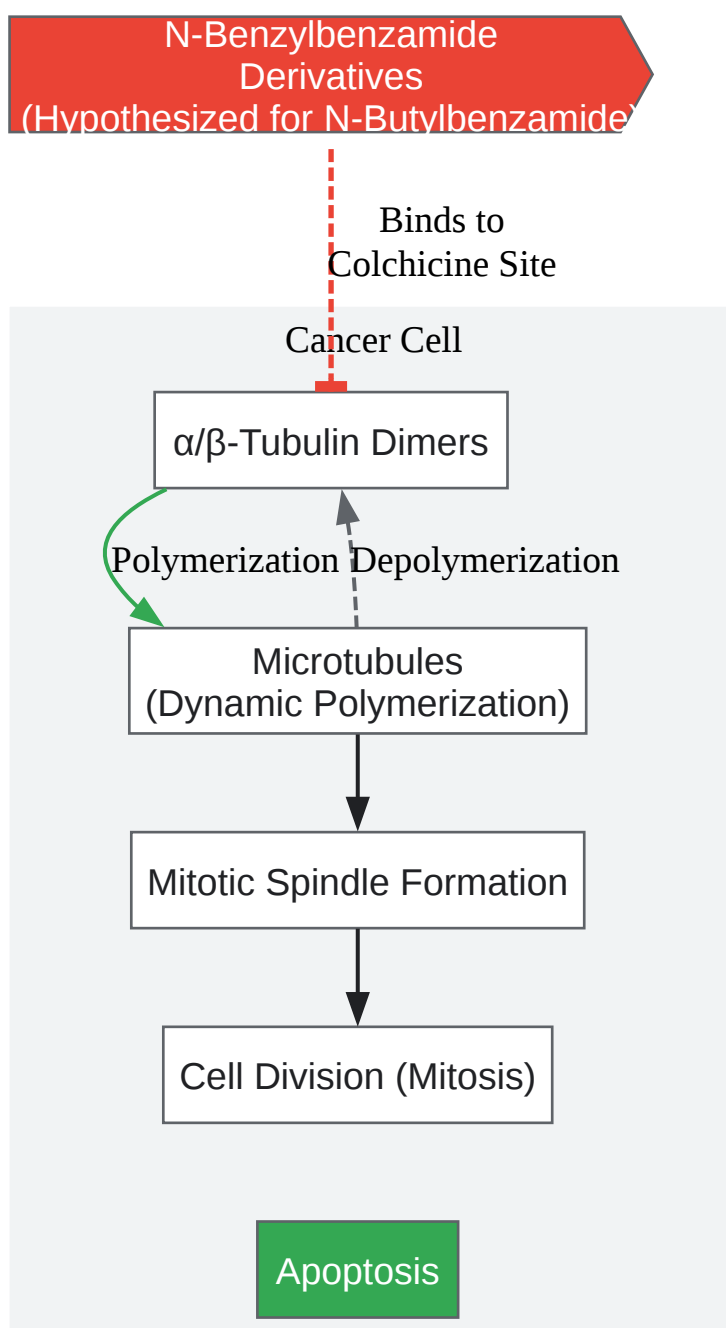 N-Benzylbenzamide
Derivatives
(Hypothesized for N-Butylbenzamide)
Binds to
Colchicine Site
Cancer Cell
α/β-Tubulin Dimers
Polymerization
Depolymerization
Microtubules
(Dynamic Polymerization)
Mitotic Spindle Formation
Cell Division (Mitosis)
Apoptosis